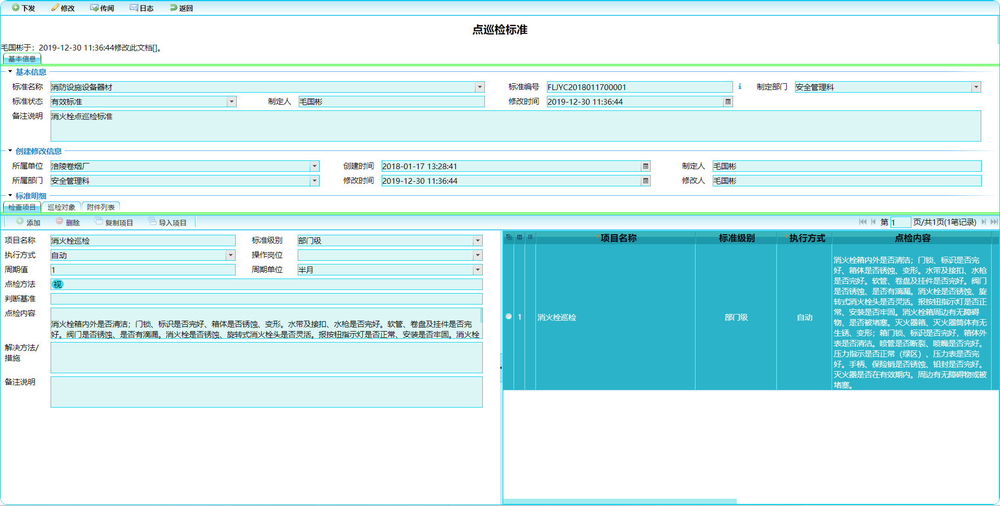 下发 修改 传阅 日志 返回
点巡检标准
毛国彬于：2019-12-30 11:36:44修改此文档[]。
基本信息
基本信息
标准名称 消防设施设备器材 标准编号 FLJYC2018011700001 制定部门 安全管理科
标准状态 有效标准 制定人 毛国彬 修改时间 2019-12-30 11:36:44
备注说明 消火栓点巡检标准
创建修改信息
所属单位 涪陵卷烟厂 创建时间 2018-01-17 13:28:41 制定人 毛国彬
所属部门 安全管理科 修改时间 2019-12-30 11:36:44 修改人 毛国彬
标准明细
检查项目 巡检对象 附件列表
添加 删除 复制项目 导入项目 第 1 页/共1页(1笔记录)
项目名称 消火栓巡检 标准级别 部门级
执行方式 自动 操作岗位
周期值 1 周期单位 半月
点检方法 视
判断基准
点检内容
消火栓箱内外是否清洁；门锁、标识是否完好、箱体是否锈蚀、变形。水带及接扣、水枪是否完好。软管、卷盘及挂件是否完
好。阀门是否锈蚀、是否有滴漏。消火栓是否锈蚀、旋转式消火栓头是否灵活。报按钮指示灯是否正常、安装是否牢固。消火栓
解决方法/
措施
备注说明
项目名称 标准级别 执行方式 点检内容
1 消火栓巡检 部门级 自动
消火栓箱内外是否清洁；门锁、标识是否完
好、箱体是否锈蚀、变形。水带及接扣、水枪
是否完好。软管、卷盘及挂件是否完好。阀门
是否锈蚀、是否有滴漏。消火栓是否锈蚀、旋
转式消火栓头是否灵活。报按钮指示灯是否正
常、安装是否牢固。消火栓箱周边有无障碍
物、是否被堵塞。灭火器箱、灭火器筒体有无
生锈、变形；箱门锁、标识是否完好，箱体外
表是否清洁。喷管是否断裂、喷嘴是否完好。
压力指示是否正常（绿区）、压力表是否完
好。手柄、保险销是否锈蚀、铅封是否完好。
灭火器是否在有效期内。周边有无障碍物或被
堵塞。